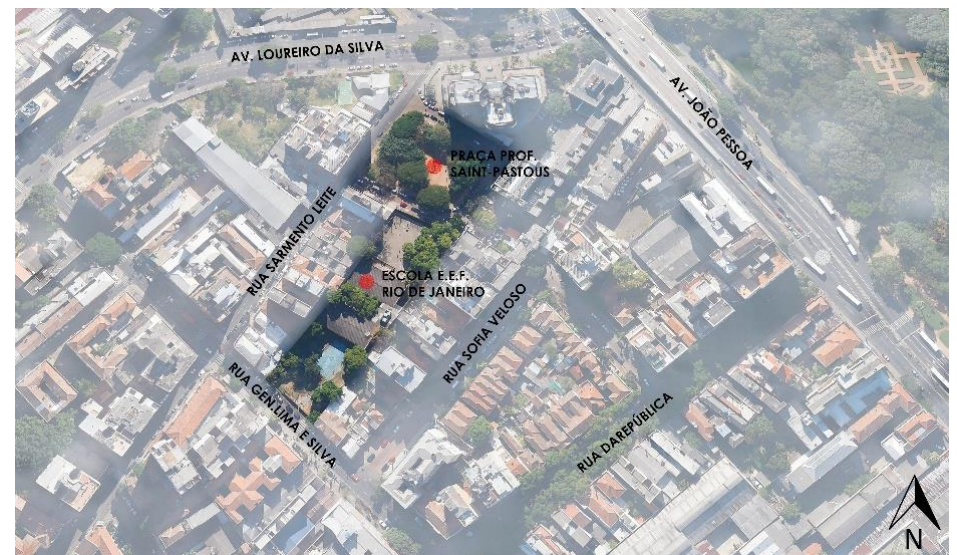 AV. LOUREIRO DA SILVA
AV. JOÃO PESSOA
PRAÇA PROF.
SAINT-PASTOUS
RUA SARMENTO LEITE
ESCOLA E.E.F.
RIO DE JANEIRO
RUA SOFIA VELOSO
RUA GEN.LIMA E SILVA
RUA DAREPÚBLICA
N